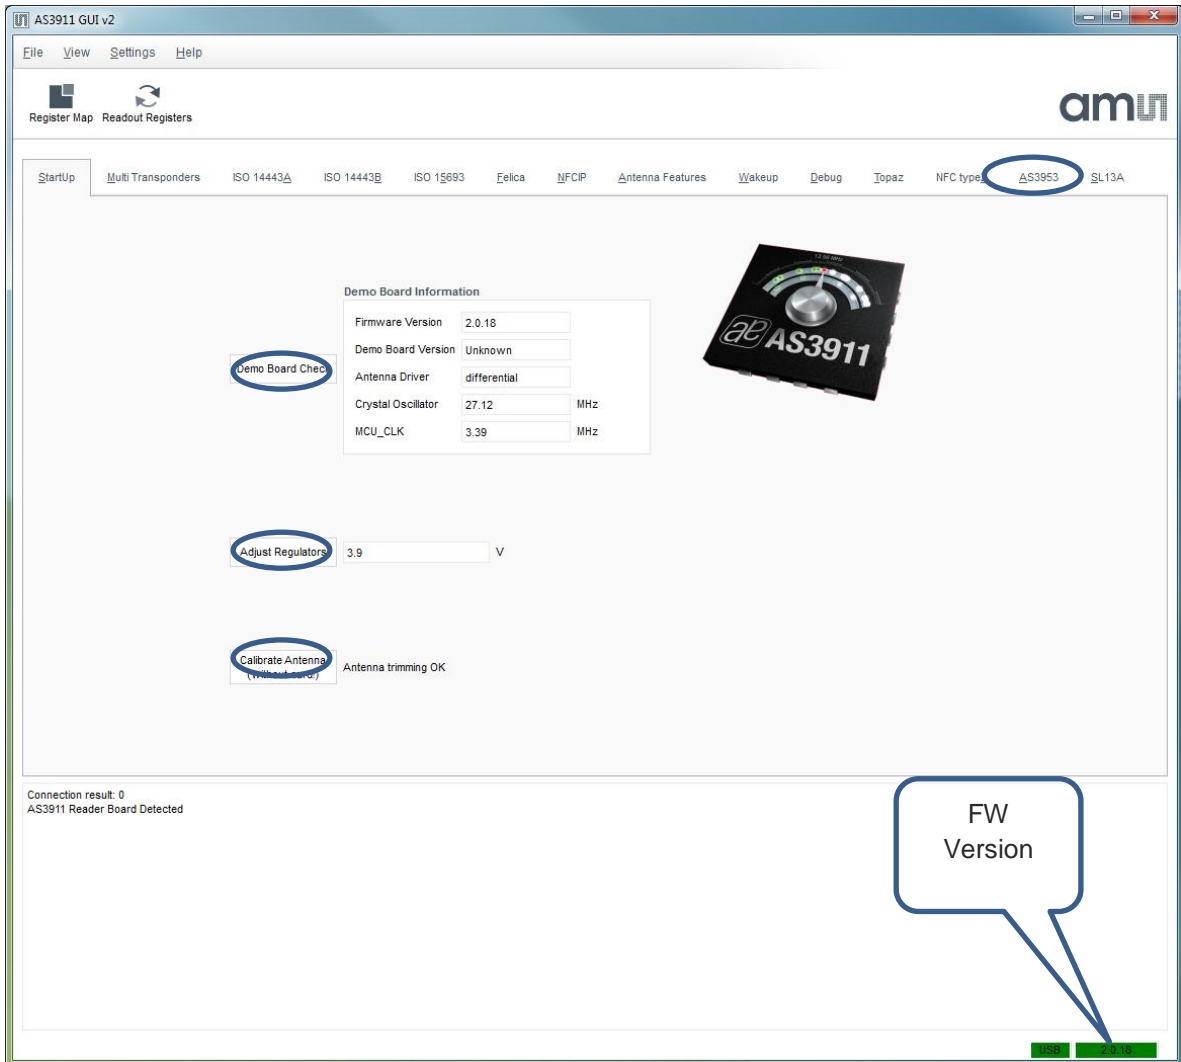 AS3911 GUI v2
File View Settings Help
Register Map Readout Registers
amu
StartUp Multi Transponders ISO 14443A ISO 14443B ISO 15693 Felica NFCIP Antenna Features Wakeup Debug Topaz NFC type AS3953 SL13A
13.56 MHz
AS3911
Demo Board Information
Firmware Version 2.0.18
Demo Board Version Unknown
Demo Board Check
Antenna Driver differential
Crystal Oscillator 27.12 MHz
MCU_CLK 3.39 MHz
Adjust Regulators 3.9 V
Calibrate Antenna
(without card!)
Antenna trimming OK
Connection result: 0
AS3911 Reader Board Detected
FW
Version
USB 2.0.18